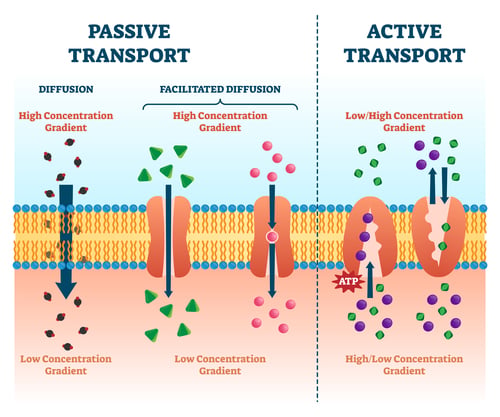 PASSIVE
TRANSPORT
ACTIVE
TRANSPORT
DIFFUSION
FACILITATED DIFFUSION
High Concentration
Gradient
High Concentration
Gradient
Low/High Concentration
Gradient
ATP
Low Concentration
Gradient
Low Concentration
Gradient
High/Low Concentration
Gradient